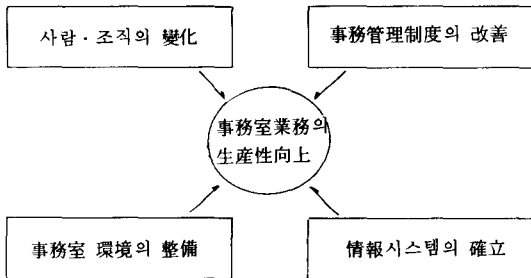 사람·조직의 變化
事務管理制度의 改善
事務室業務의
生産性向上
事務室 環境의 整備
情報시스템의 確立